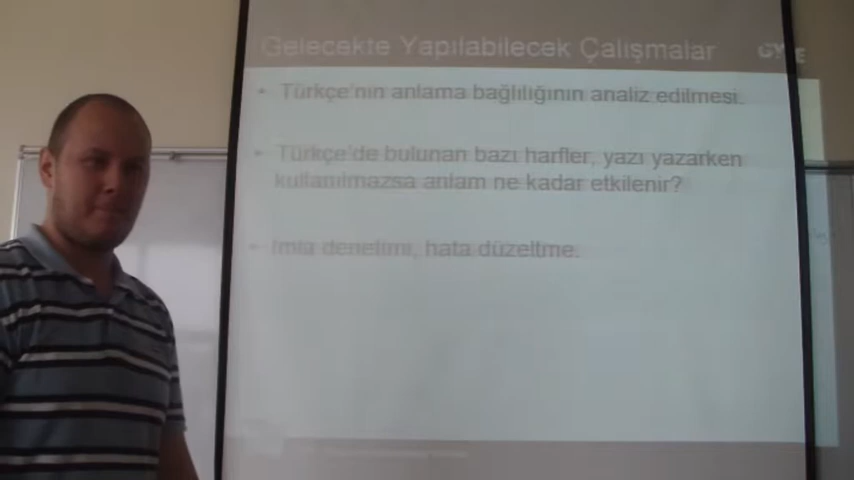 Gelecekte Yapılabilecek Çalışmalar
Türkçe'nin anlama bağlılığının analiz edilmesi.
Türkçe'de bulunan bazı harfler, yazı yazarken
kullanılmazsa anlam ne kadar etkilenir?
İmla denetimi, hata düzeltme.